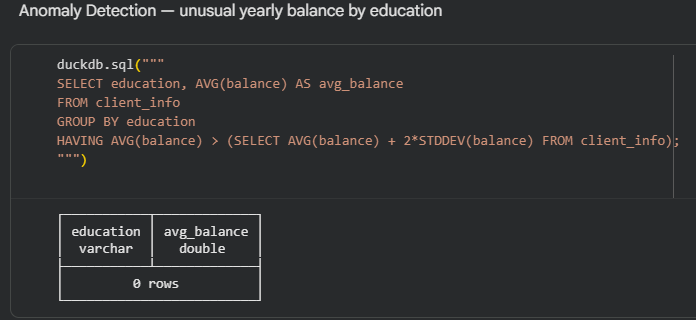 Anomaly Detection — unusual yearly balance by education
duckdb.sql("""
SELECT education, AVG(balance) AS avg_balance
FROM client_info
GROUP BY education
HAVING AVG(balance) > (SELECT AVG(balance) + 2*STDDEV(balance) FROM client_info);
""")
education avg_balance
varchar double
0 rows